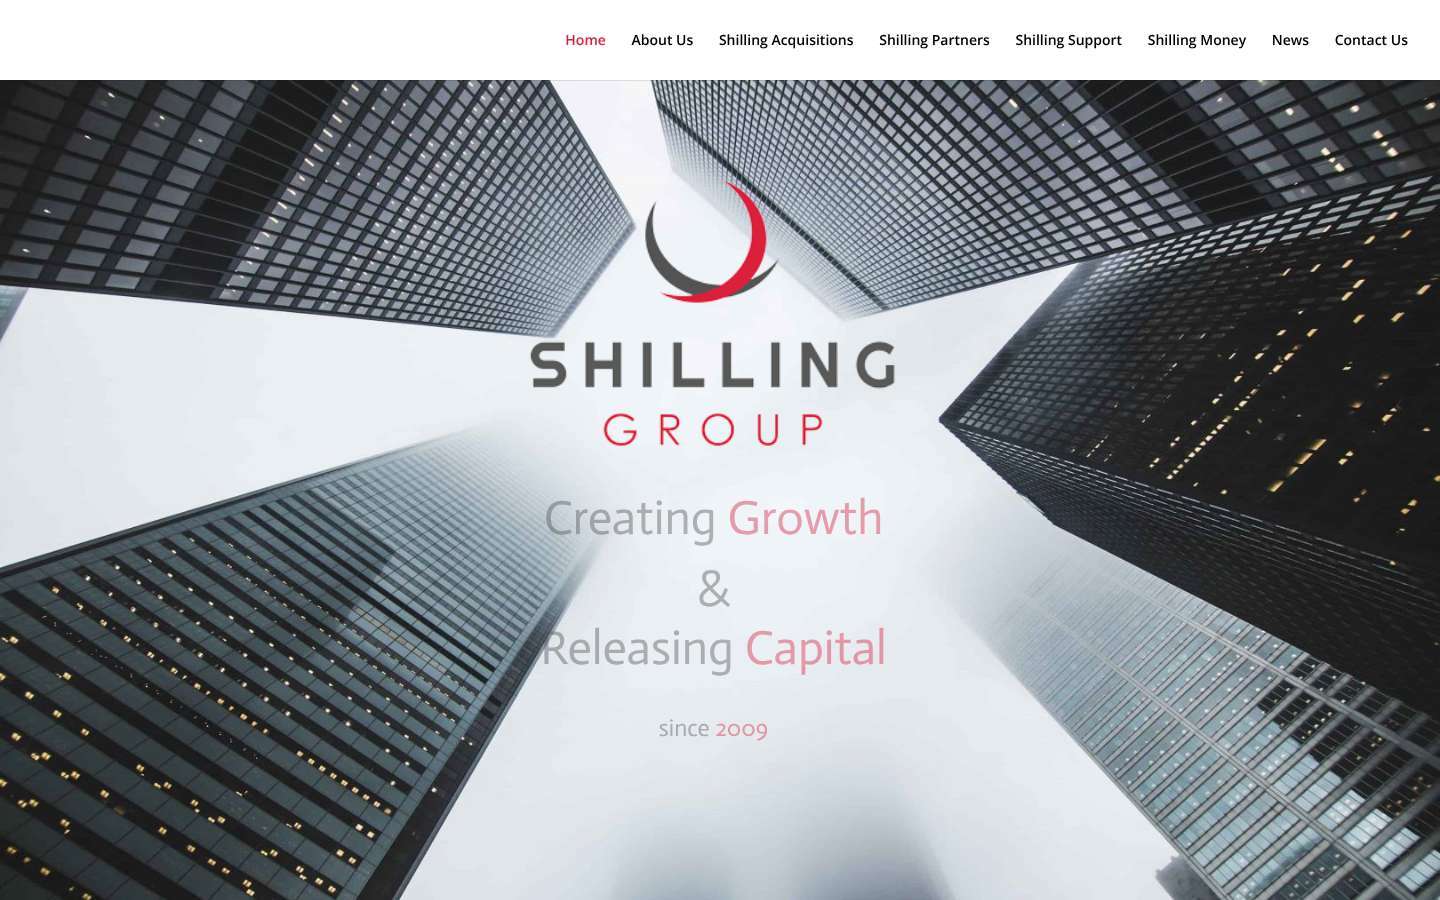 Home About Us Shilling Acquisitions Shilling Partners Shilling Support Shilling Money News Contact Us
SHILLING
GROUP
Creating Growth
&
Releasing Capital
since 2009